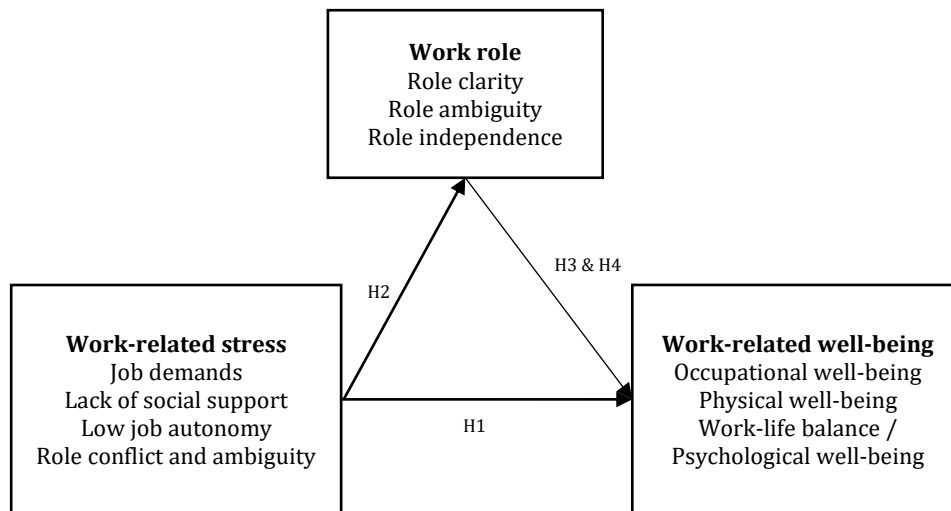 Work role
Role clarity
Role ambiguity
Role independence
H3 & H4
H2
Work-related stress
Job demands
Lack of social support
Low job autonomy
Role conflict and ambiguity
H1
Work-related well-being
Occupational well-being
Physical well-being
Work-life balance /
Psychological well-being